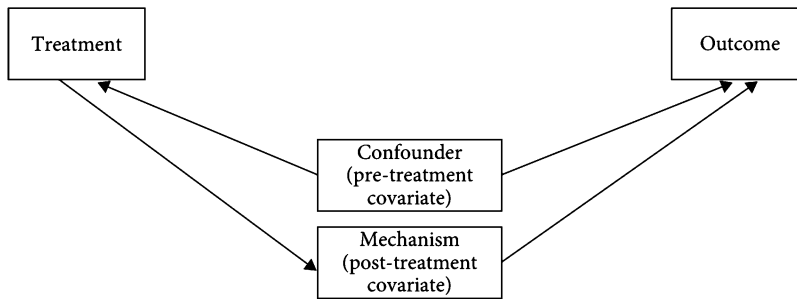 Treatment
Outcome
Confounder
(pre-treatment
covariate)
Mechanism
(post-treatment
covariate)